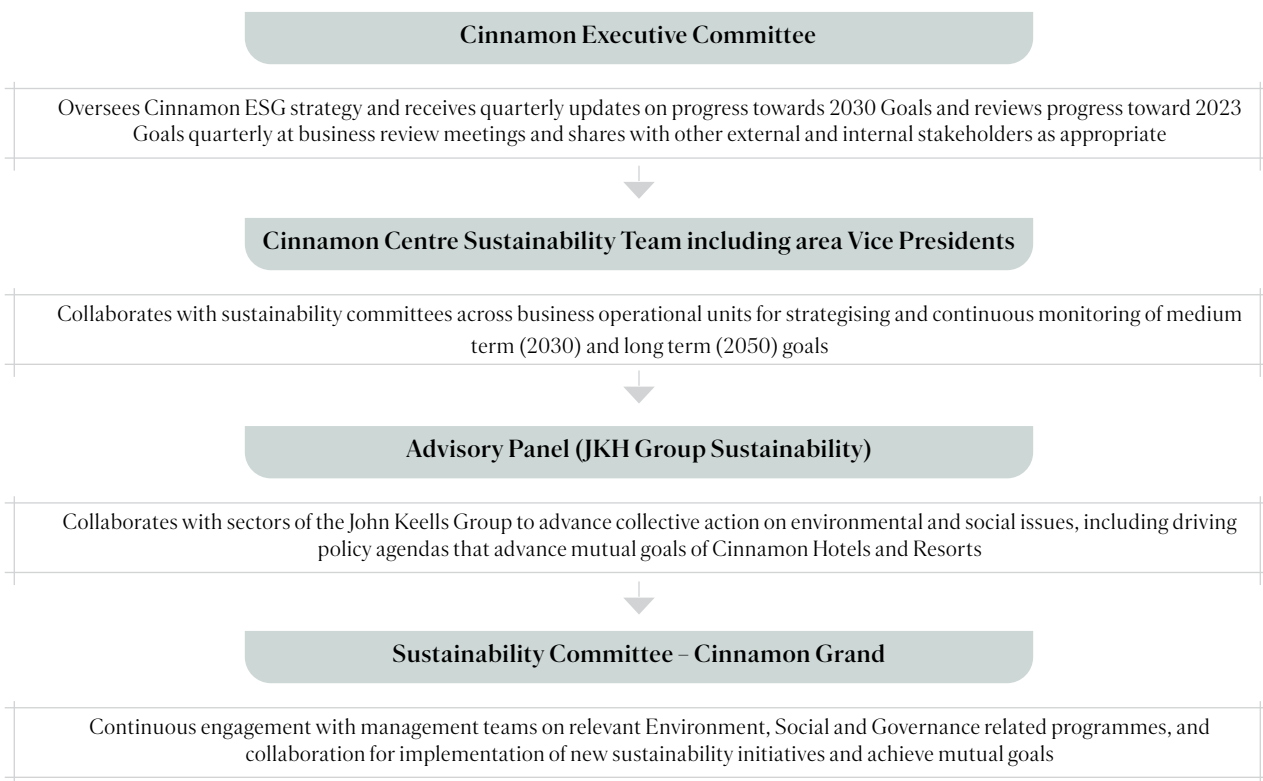 Cinnamon Executive Committee
Oversees Cinnamon ESG strategy and receives quarterly updates on progress towards 2030 Goals and reviews progress toward 2023
Goals quarterly at business review meetings and shares with other external and internal stakeholders as appropriate
Cinnamon Centre Sustainability Team including area Vice Presidents
Collaborates with sustainability committees across business operational units for strategising and continuous monitoring of medium
term (2030) and long term (2050) goals
Advisory Panel (JKH Group Sustainability)
Collaborates with sectors of the John Keells Group to advance collective action on environmental and social issues, including driving
policy agendas that advance mutual goals of Cinnamon Hotels and Resorts
Sustainability Committee – Cinnamon Grand
Continuous engagement with management teams on relevant Environment, Social and Governance related programmes, and
collaboration for implementation of new sustainability initiatives and achieve mutual goals